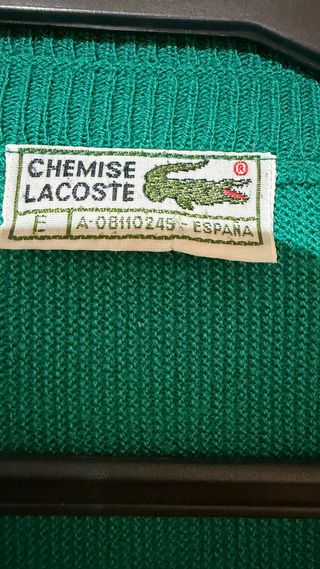 CHEMISE
LACOSTE ®
E A-08110245 - ESPAÑA